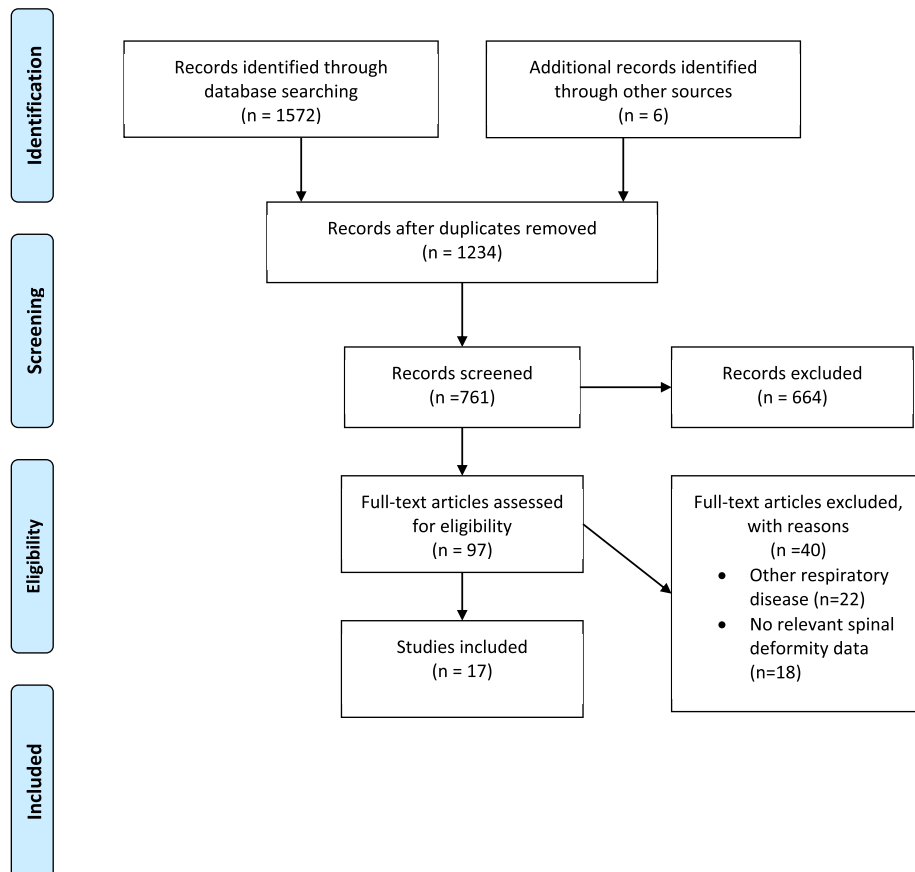 Identification
Records identified through
database searching
(n = 1572)
Additional records identified
through other sources
(n = 6)
Records after duplicates removed
(n = 1234)
Screening
Records screened
(n =761)
Records excluded
(n = 664)
Eligibility
Full-text articles assessed
for eligibility
(n = 97)
Full-text articles excluded,
with reasons
(n =40)
• Other respiratory
disease (n=22)
• No relevant spinal
deformity data
(n=18)
Studies included
(n = 17)
Included